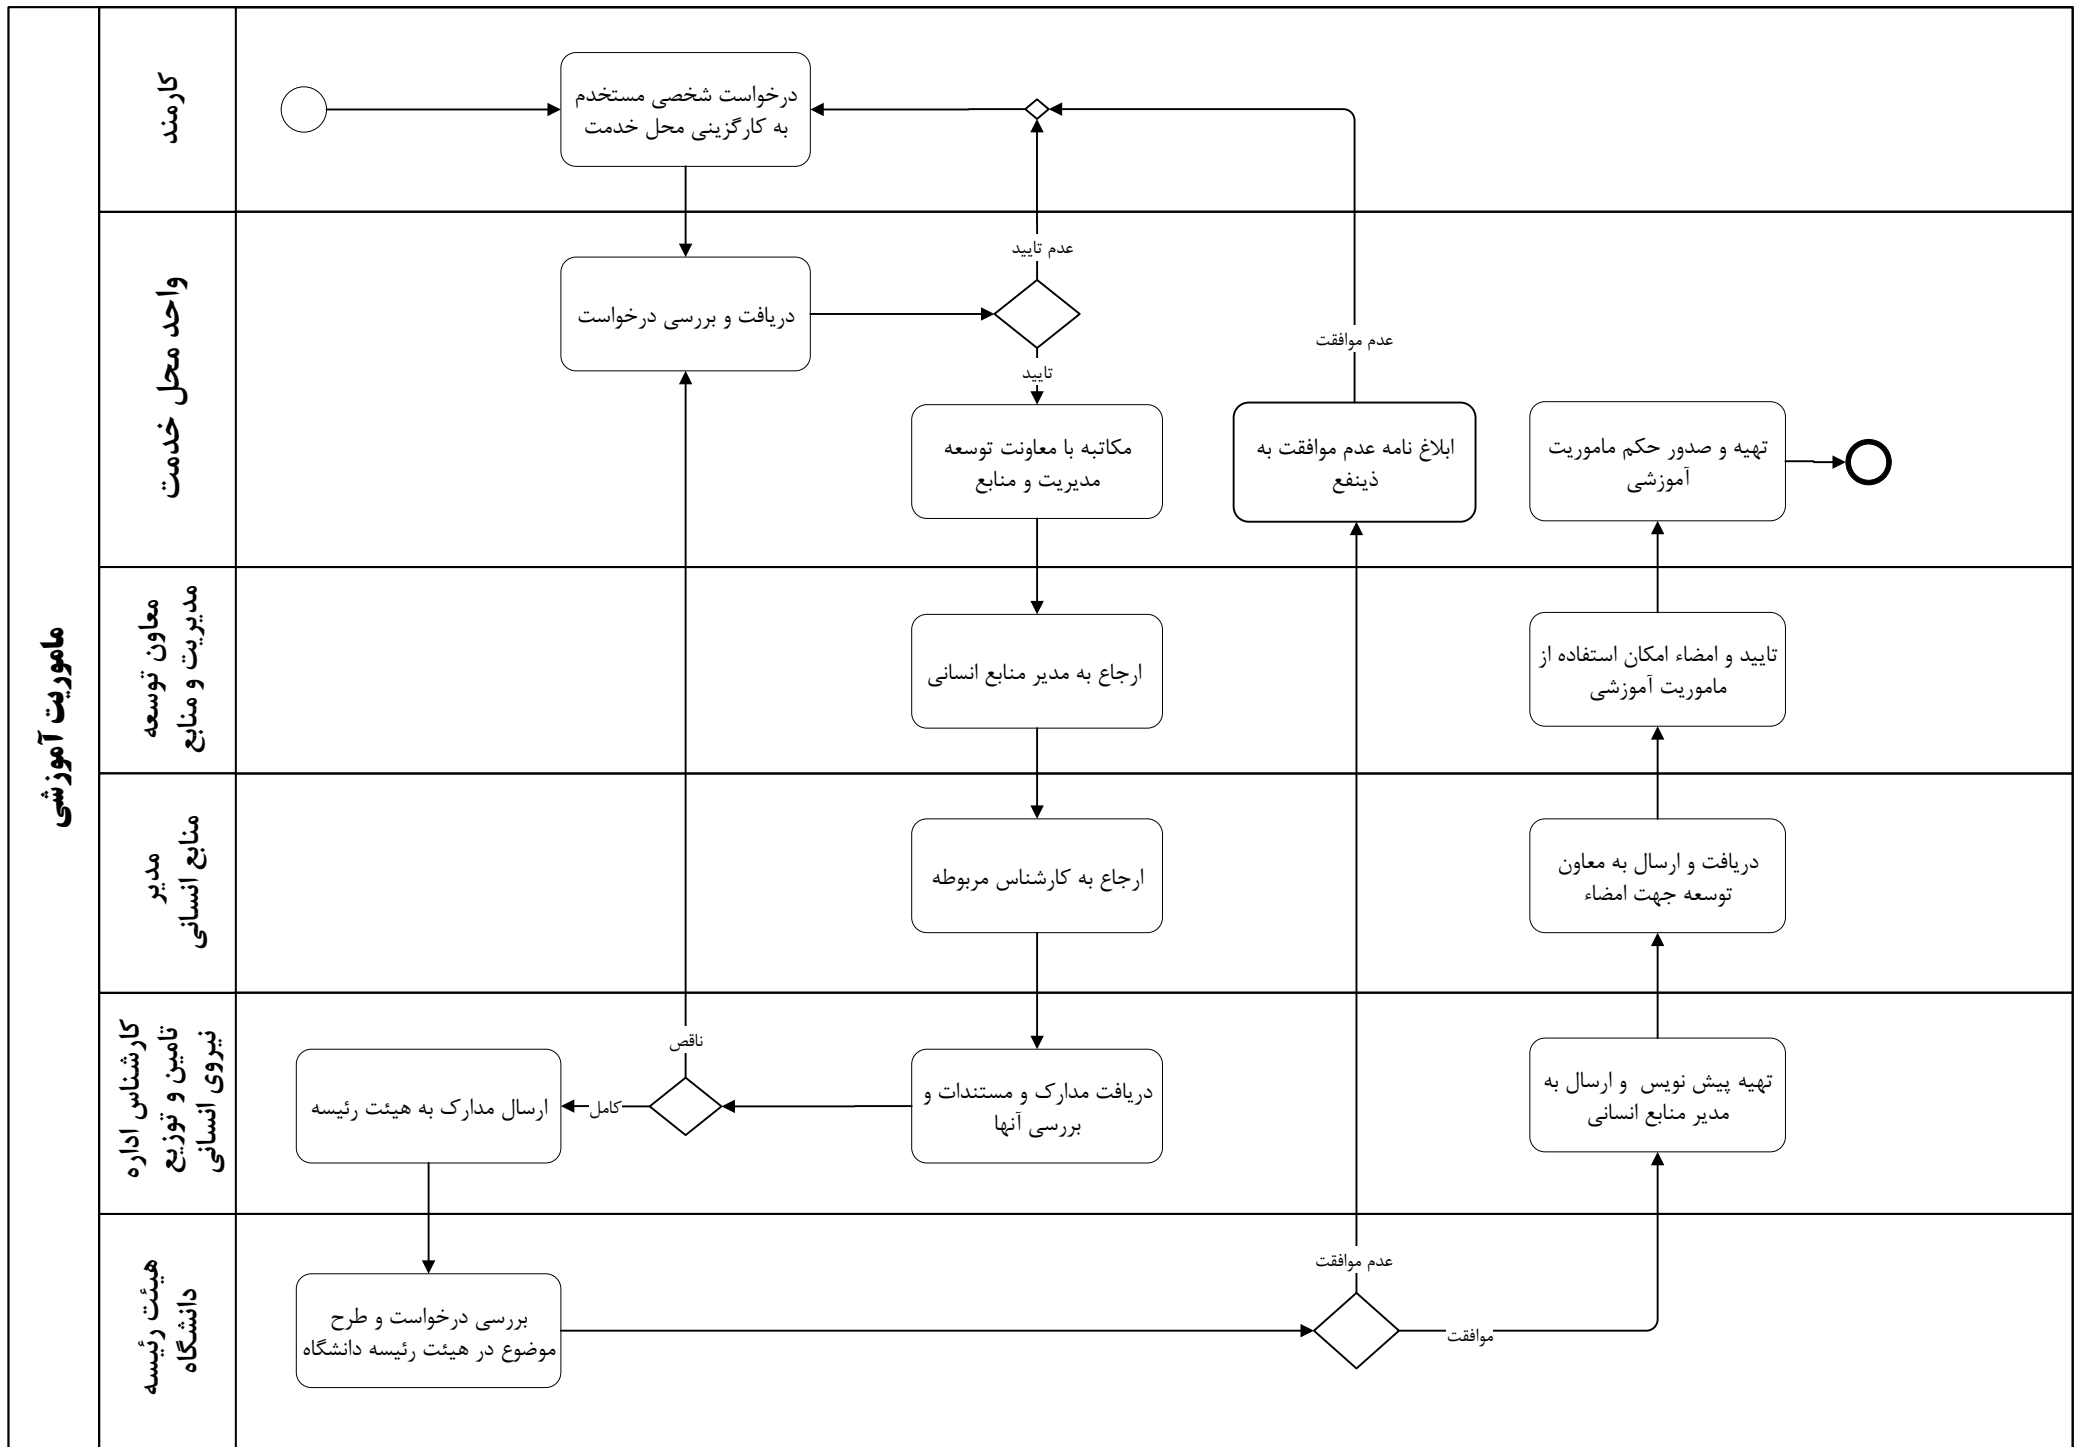 ماموریت آموزشی
کارمند
درخواست شخصی مستخدم
به کارگزینی محل خدمت
واحد محل خدمت
دریافت و بررسی درخواست
عدم تایید
تایید
مکاتبه با معاونت توسعه
مدیریت و منابع
عدم موافقت
ابلاغ نامه عدم موافقت به
ذینفع
تهیه و صدور حکم ماموریت
آموزشی
معاون توسعه
مدیریت و منابع
ارجاع به مدیر منابع انسانی
تایید و امضاء امکان استفاده از
ماموریت آموزشی
مدیر
منابع انسانی
ارجاع به کارشناس مربوطه
دریافت و ارسال به معاون
توسعه جهت امضاء
کارشناس اداره
تامین و توزیع
نیروی انسانی
ارسال مدارک به هیئت رئیسه
کامل
ناقص
دریافت مدارک و مستندات و
بررسی آنها
تهیه پیش نویس و ارسال به
مدیر منابع انسانی
هیئت رئیسه
دانشگاه
بررسی درخواست و طرح
موضوع در هیئت رئیسه دانشگاه
عدم موافقت
موافقت